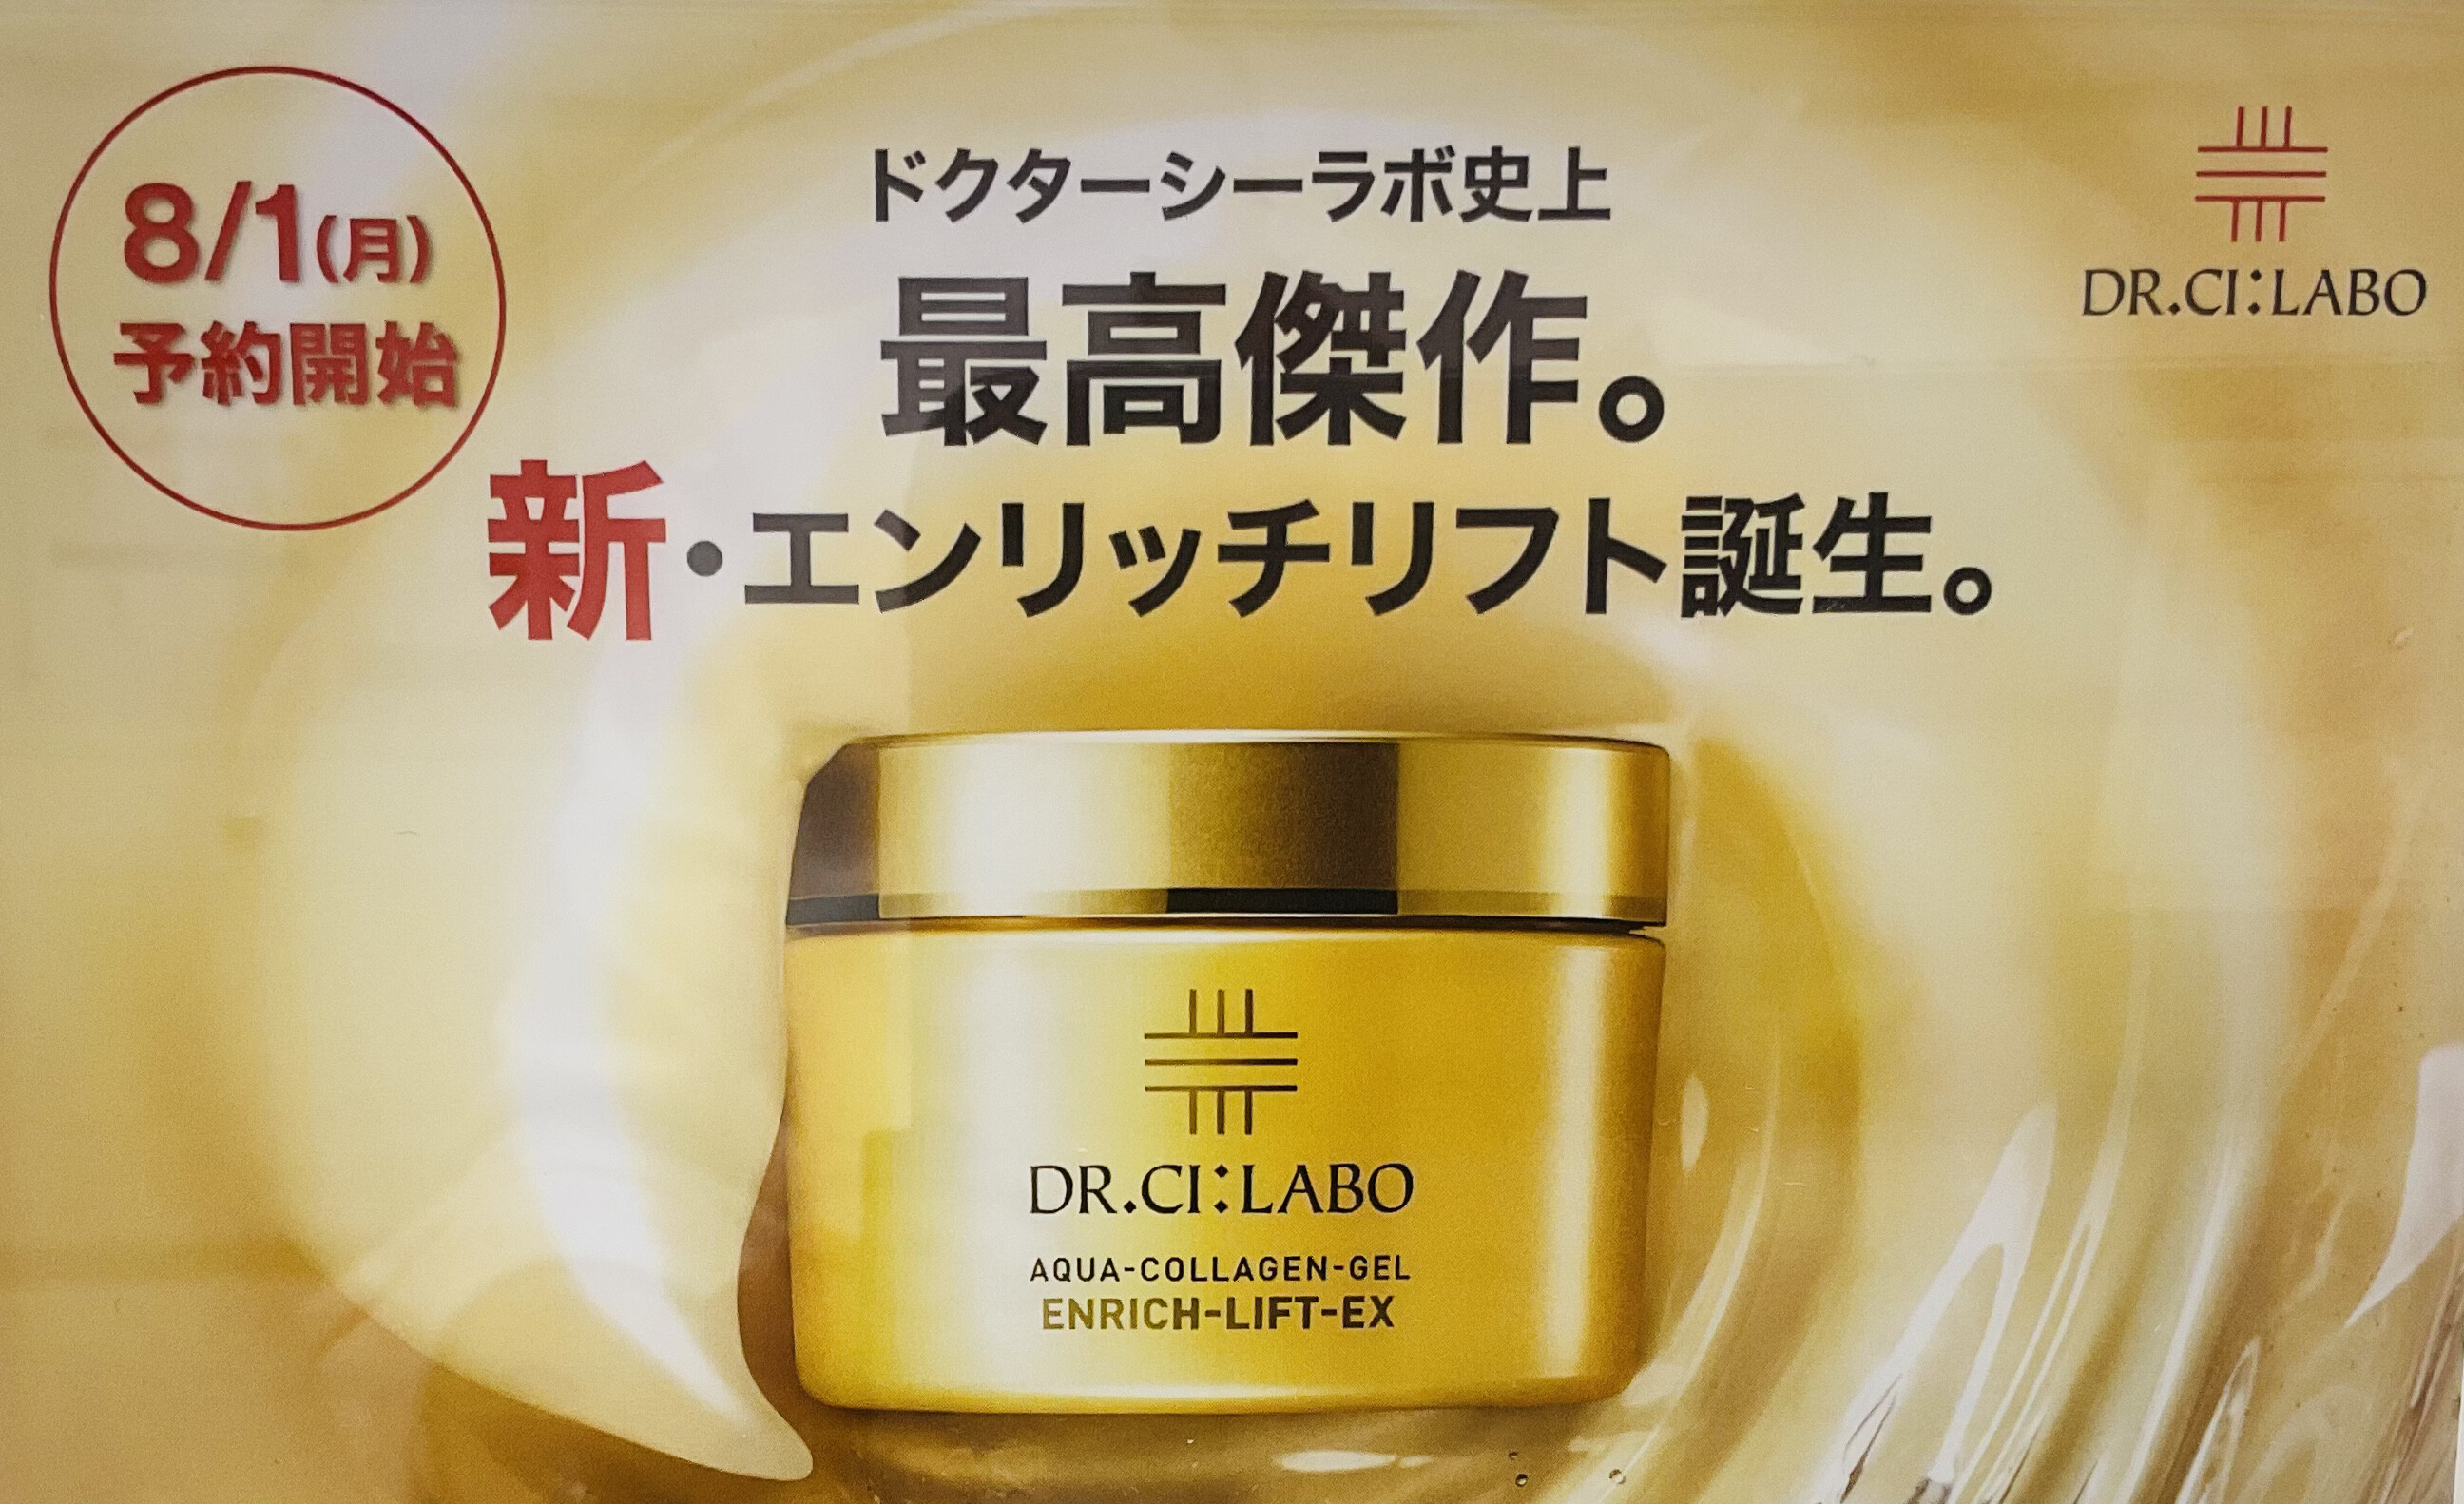 8/1(月)
予約開始
ドクターシーラボ史上
最高傑作。
新・エンリッチリフト誕生。
DR.CI:LABO
DR.CI:LABO
AQUA-COLLAGEN-GEL
ENRICH-LIFT-EX